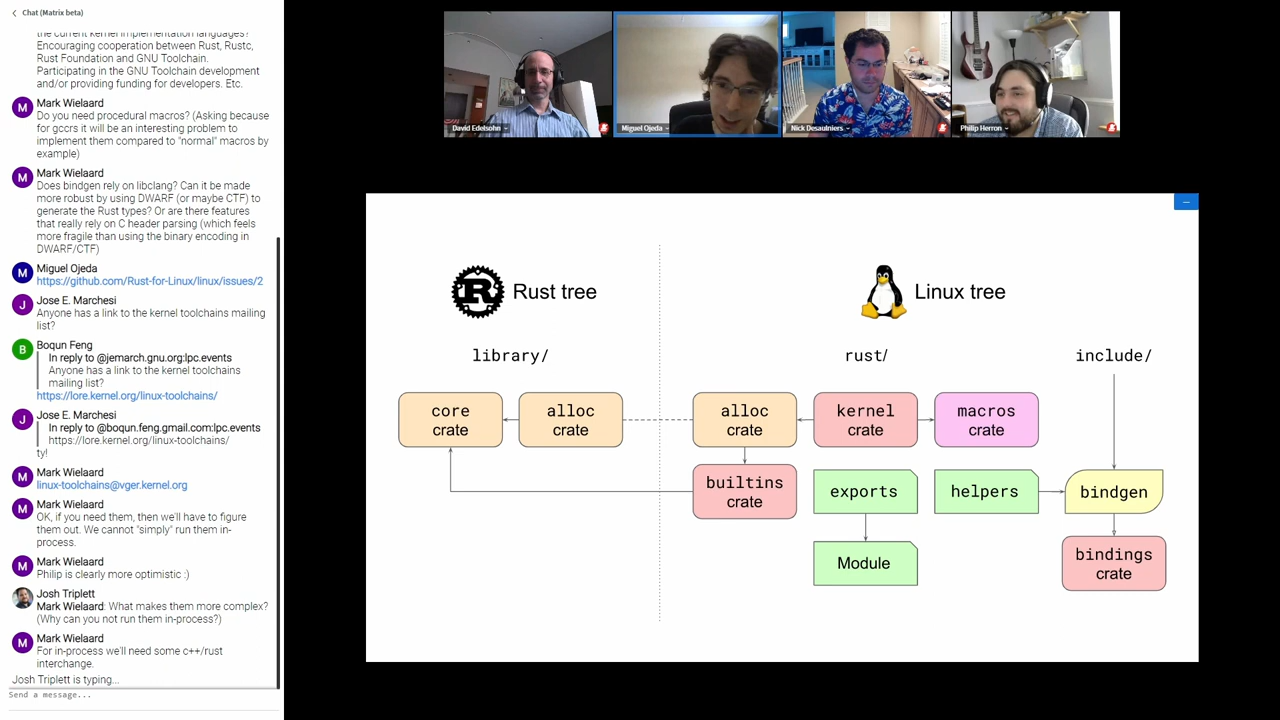 Chat (Matrix beta)
the current kernel implementation languages?
Encouraging cooperation between Rust, Rustc,
Rust Foundation and GNU Toolchain.
Participating in the GNU Toolchain development
and/or providing funding for developers. Etc.
M
Mark Wielaard
Do you need procedural macros? (Asking because
for gccrs it will be an interesting problem to
implement them compared to "normal" macros by
example)
M
Mark Wielaard
Does bindgen rely on libclang? Can it be made
more robust by using DWARF (or maybe CTF) to
generate the Rust types? Or are there features
that really rely on C header parsing (which feels
more fragile than using the binary encoding in
DWARF/CTF)
M
Miguel Ojeda
https://github.com/Rust-for-Linux/linux/issues/2
J
Jose E. Marchesi
Anyone has a link to the kernel toolchains mailing
list?
B
Boqun Feng
In reply to @jemarch.gnu.org:lpc.events
Anyone has a link to the kernel toolchains
mailing list?
https://lore.kernel.org/linux-toolchains/
J
Jose E. Marchesi
In reply to @boqun.feng.gmail.com:lpc.events
https://lore.kernel.org/linux-toolchains/
ty!
M
Mark Wielaard
linux-toolchains@vger.kernel.org
M
Mark Wielaard
OK, if you need them, then we'll have to figure
them out. We cannot "simply" run them in-
process.
M
Mark Wielaard
Philip is clearly more optimistic :)
Josh Triplett
Mark Wielaard: What makes them more complex?
(Why can you not run them in-process?)
M
Mark Wielaard
For in-process we'll need some c++/rust
interchange.
Josh Triplett is typing...
Send a message...
David Edelsohn
Miguel Ojeda
Nick Desaulniers
Philip Herron
R
Rust tree
Linux tree
library/
rust/
include/
core
crate
alloc
crate
alloc
crate
kernel
crate
macros
crate
builtins
crate
exports
helpers
bindgen
Module
bindings
crate